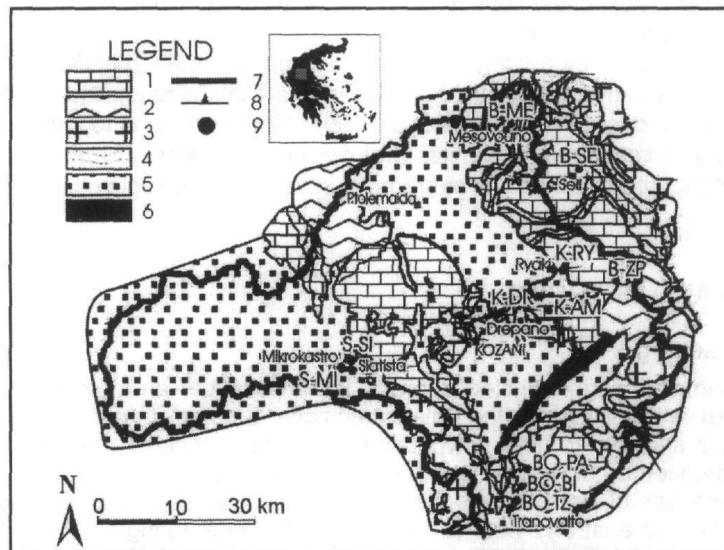 LEGEND
1 7
2 8
3 9
4
5
6
B-ME
Mesovouno
B-SE
Seli
Ptolemaida
K-RY
Ryaki
B-ZP
K-DR
K-AM
Drepano
KOZANI
S-SI
Mikrokastro
Siatista
S-MI
BO-PA
BO-BI
BO-TZ
Tranovalto
N
0 10 20 30 km